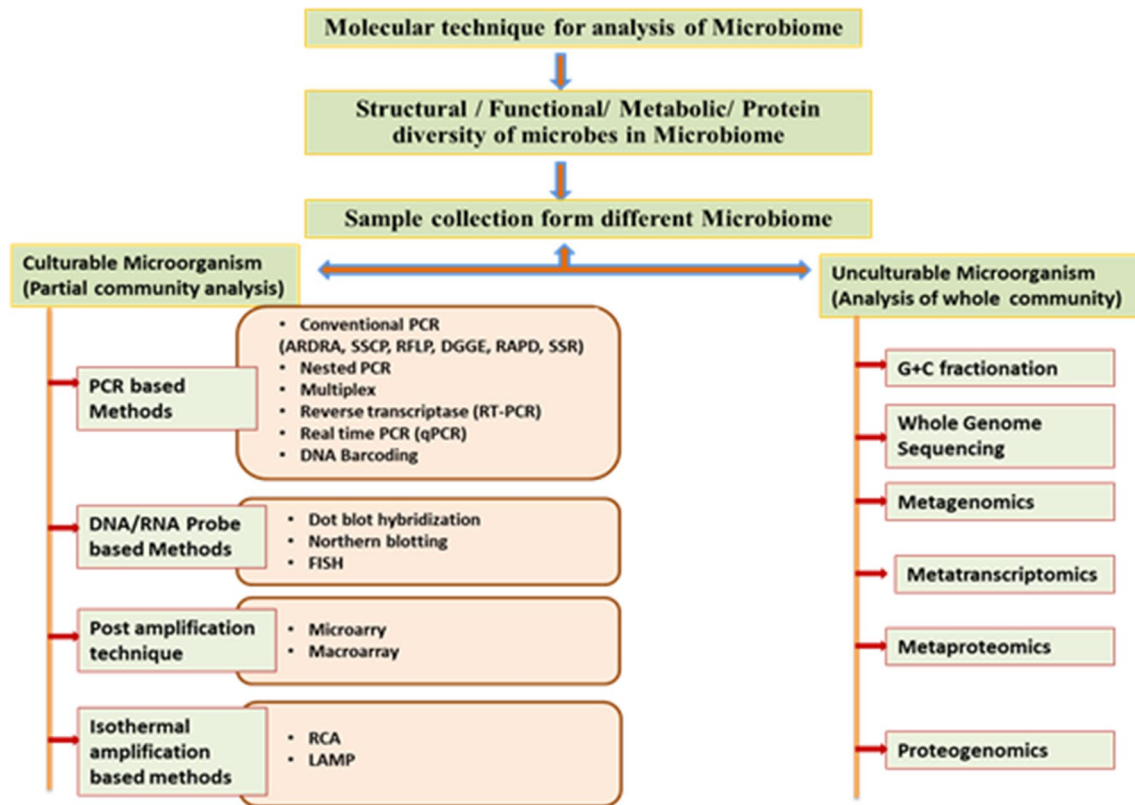 Molecular technique for analysis of Microbiome
Structural / Functional/ Metabolic/ Protein
diversity of microbes in Microbiome
Sample collection form different Microbiome
Culturable Microorganism
(Partial community analysis)
PCR based
Methods
• Conventional PCR
(ARDRA, SSCP, RFLP, DGGE, RAPD, SSR)
• Nested PCR
• Multiplex
• Reverse transcriptase (RT-PCR)
• Real time PCR (qPCR)
• DNA Barcoding
DNA/RNA Probe
based Methods
• Dot blot hybridization
• Northern blotting
• FISH
Post amplification
technique
• Microarry
• Macroarray
Isothermal
amplification
based methods
• RCA
• LAMP
Unculturable Microorganism
(Analysis of whole community)
G+C fractionation
Whole Genome
Sequencing
Metagenomics
Metatranscriptomics
Metaproteomics
Proteogenomics